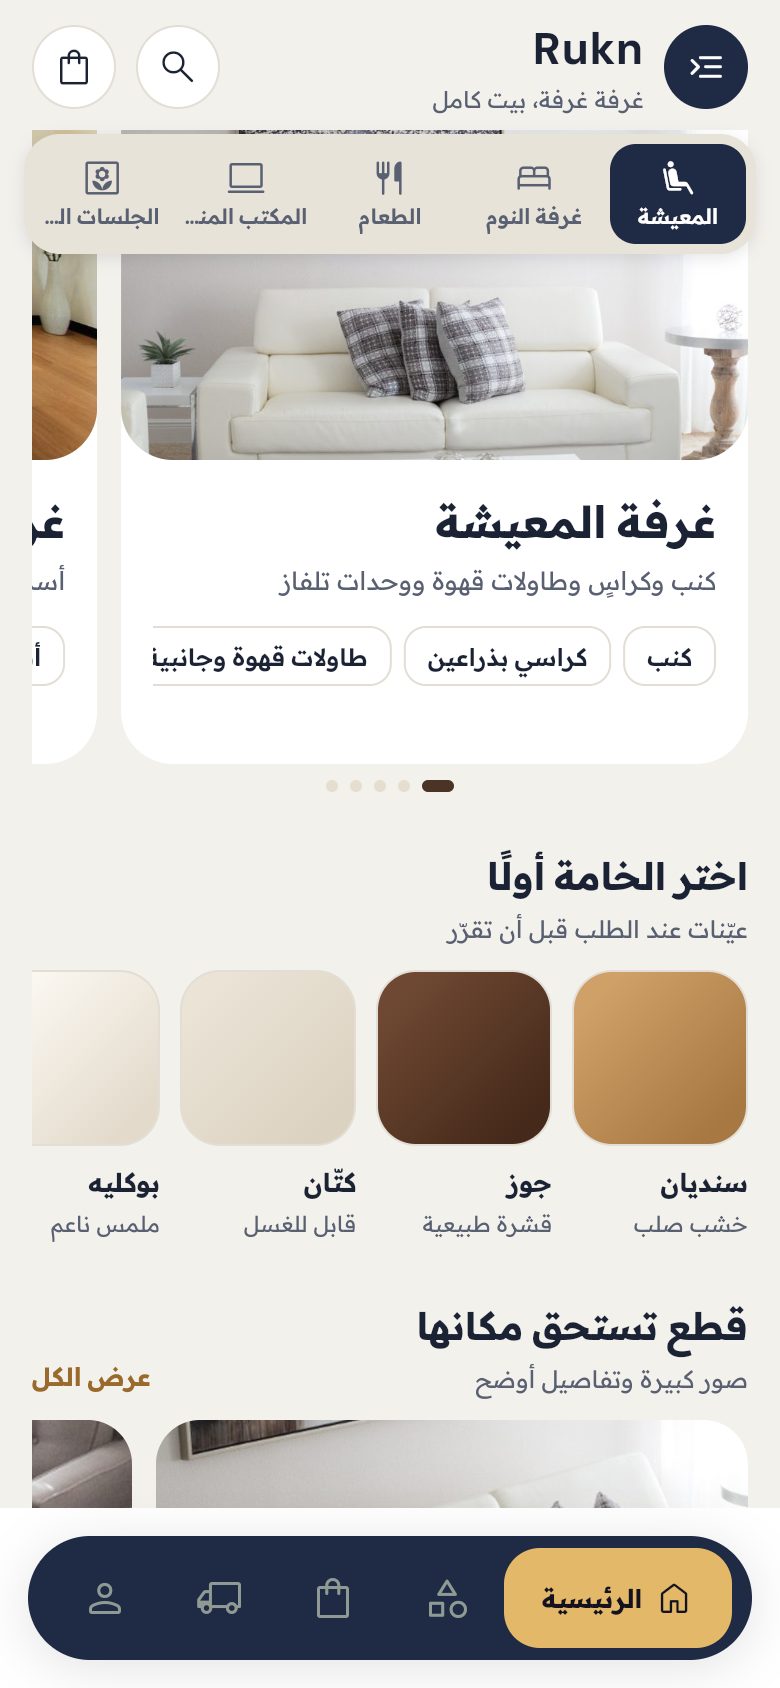 Rukn
غرفة غرفة، بيت كامل
المعيشة
غرفة النوم
الطعام
المكتب المنـ...
الجلسات الـ...
غرفة المعيشة
كنب وكراسٍ وطاولات قهوة ووحدات تلفاز
كنب
كراسي بذراعين
طاولات قهوة وجانبية
اختر الخامة أولًا
عيّنات عند الطلب قبل أن تقرّر
سنديان
خشب صلب
جوز
قشرة طبيعية
كتّان
قابل للغسل
بوكليه
ملمس ناعم
قطع تستحق مكانها
صور كبيرة وتفاصيل أوضح
عرض الكل
الرئيسية